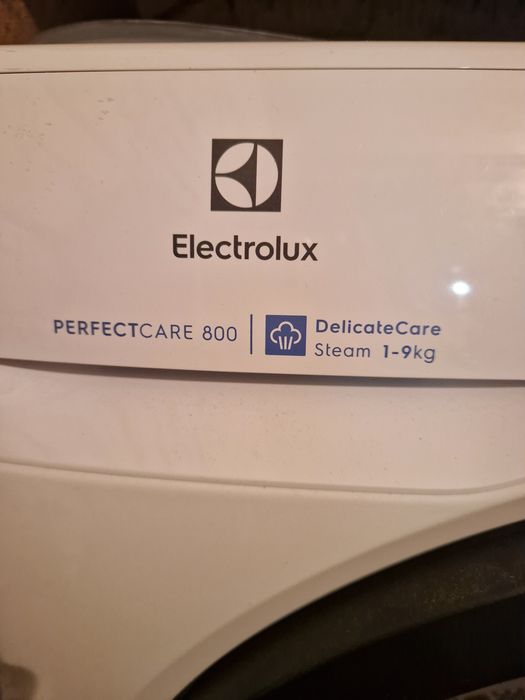 Electrolux
PERFECTCARE 800
DelicateCare
Steam 1-9kg